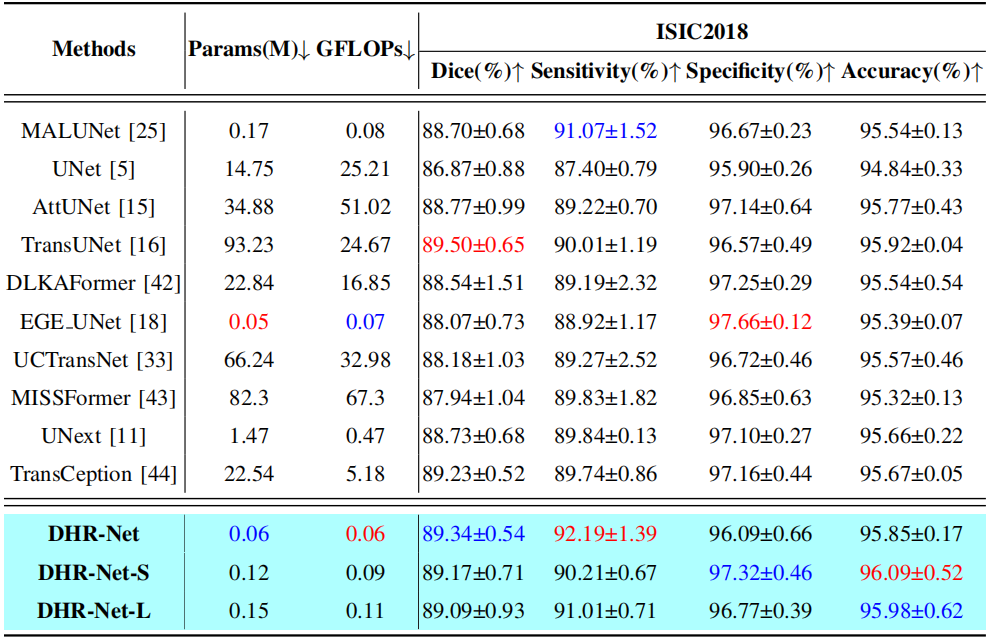 Methods Params(M)↓ GFLOPs↓ ISIC2018
Dice(%)↑ Sensitivity(%)↑ Specificity(%)↑ Accuracy(%)↑
MALUNet [25] 0.17 0.08 88.70±0.68 91.07±1.52 96.67±0.23 95.54±0.13
UNet [5] 14.75 25.21 86.87±0.88 87.40±0.79 95.90±0.26 94.84±0.33
AttUNet [15] 34.88 51.02 88.77±0.99 89.22±0.70 97.14±0.64 95.77±0.43
TransUNet [16] 93.23 24.67 89.50±0.65 90.01±1.19 96.57±0.49 95.92±0.04
DLKAFormer [42] 22.84 16.85 88.54±1.51 89.19±2.32 97.25±0.29 95.54±0.54
EGE_UNet [18] 0.05 0.07 88.07±0.73 88.92±1.17 97.66±0.12 95.39±0.07
UCTransNet [33] 66.24 32.98 88.18±1.03 89.27±2.52 96.72±0.46 95.57±0.46
MISSFormer [43] 82.3 67.3 87.94±1.04 89.83±1.82 96.85±0.63 95.32±0.13
UNext [11] 1.47 0.47 88.73±0.68 89.84±0.13 97.10±0.27 95.66±0.22
TransCeption [44] 22.54 5.18 89.23±0.52 89.74±0.86 97.16±0.44 95.67±0.05
DHR-Net 0.06 0.06 89.34±0.54 92.19±1.39 96.09±0.66 95.85±0.17
DHR-Net-S 0.12 0.09 89.17±0.71 90.21±0.67 97.32±0.46 96.09±0.52
DHR-Net-L 0.15 0.11 89.09±0.93 91.01±0.71 96.77±0.39 95.98±0.62